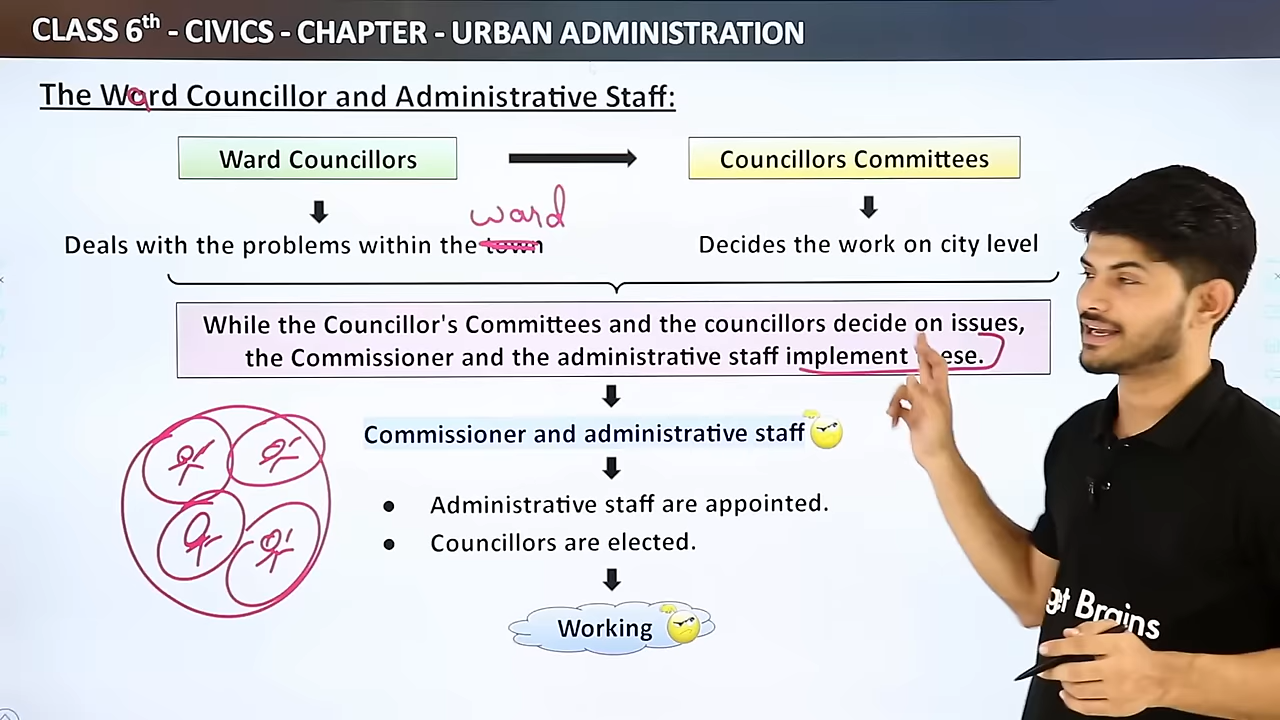 CLASS 6th - CIVICS - CHAPTER - URBAN ADMINISTRATION
The Ward Councillor and Administrative Staff:
Ward Councillors
Councillors Committees
ward
Deals with the problems within the town
Decides the work on city level
While the Councillor's Committees and the councillors decide on issues,
the Commissioner and the administrative staff implement these.
Commissioner and administrative staff
• Administrative staff are appointed.
• Councillors are elected.
Working
Brains